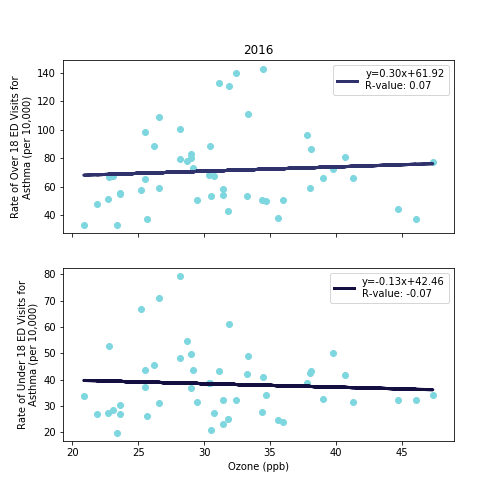 2016
Rate of Over 18 ED Visits for
Asthma (per 10,000)
140
120
100
80
60
40
y=0.30x+61.92
R-value: 0.07
Rate of Under 18 ED Visits for
Asthma (per 10,000)
80
70
60
50
40
30
20
y=-0.13x+42.46
R-value: -0.07
20 25 30 35 40 45
Ozone (ppb)